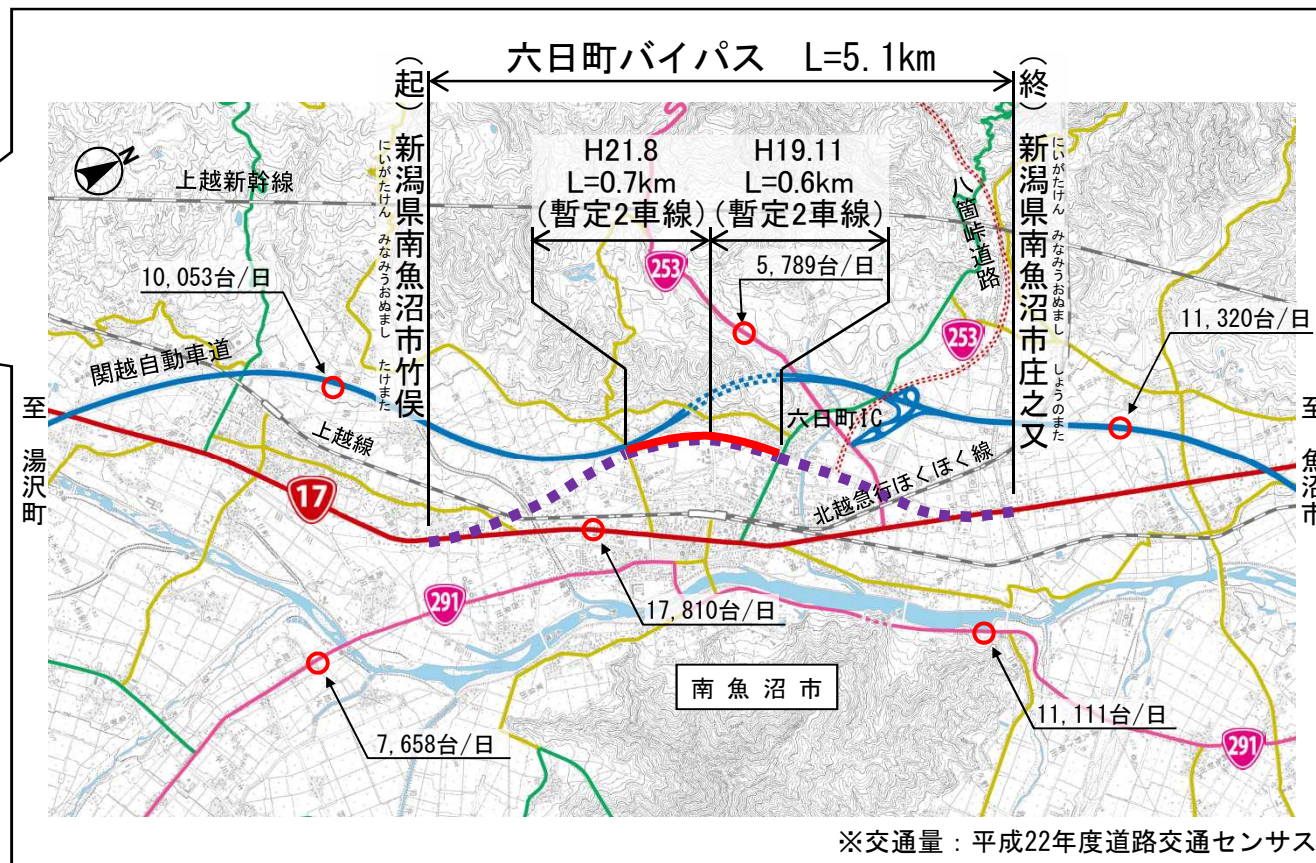 六日町バイパス L=5.1km
(起)新潟県南魚沼市竹俣
にいがたけん みなみうおぬまし たけまた
(終)新潟県南魚沼市庄之又
にいがたけん みなみうおぬまし しょうのまた
N
上越新幹線
H21.8
L=0.7km
(暫定2車線)
H19.11
L=0.6km
(暫定2車線)
八箇峠道路
253
5,789台/日
10,053台/日
253
11,320台/日
関越自動車道
上越線
六日町IC
北越急行ほくほく線
至 湯沢町
至 魚沼市
17
291
17,810台/日
南魚沼市
11,111台/日
7,658台/日
291
※交通量：平成22年度道路交通センサス